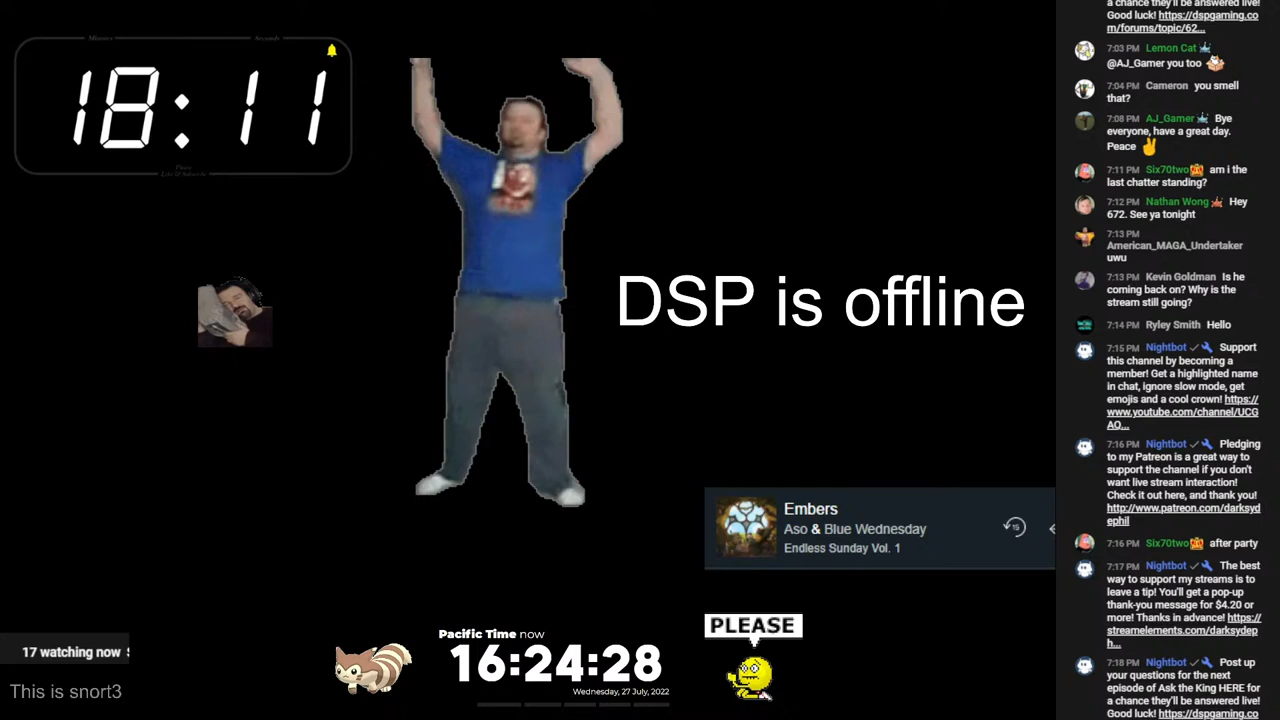 Minutes
Seconds
18:11
DSP is offline
Embers
Aso & Blue Wednesday
Endless Sunday Vol. 1
15
PLEASE
Pacific Time now
16:24:28
Wednesday, 27 July, 2022
17 watching now
This is snort3
a chance they'll be answered live!
Good luck! https://dspgaming.co
m/forums/topic/62...
7:03 PM Lemon Cat
@AJ_Gamer you too
7:04 PM Cameron you smell
that?
7:08 PM AJ_Gamer Bye
everyone, have a great day.
Peace
7:11 PM Six70two am i the
last chatter standing?
7:12 PM Nathan Wong Hey
672. See ya tonight
7:13 PM
American_MAGA_Undertaker
uwu
7:13 PM Kevin Goldman Is he
coming back on? Why is the
stream still going?
7:14 PM Ryley Smith Hello
7:15 PM Nightbot Support
this channel by becoming a
member! Get a highlighted name
in chat, ignore slow mode, get
emojis and a cool crown! https://
www.youtube.com/channel/UCG
AO...
7:16 PM Nightbot Pledging
to my Patreon is a great way to
support the channel if you don't
want live stream interaction!
Check it out here, and thank you!
http://www.patreon.com/darksyd
ephil
7:16 PM Six70two after party
7:17 PM Nightbot The best
way to support my streams is to
leave a tip! You'll get a pop-up
thank-you message for $4.20 or
more! Thanks in advance! https://
streamelements.com/darksydep
h...
7:18 PM Nightbot Post up
your questions for the next
episode of Ask the King HERE for
a chance they'll be answered live!
Good luck! https://dspgaming.co